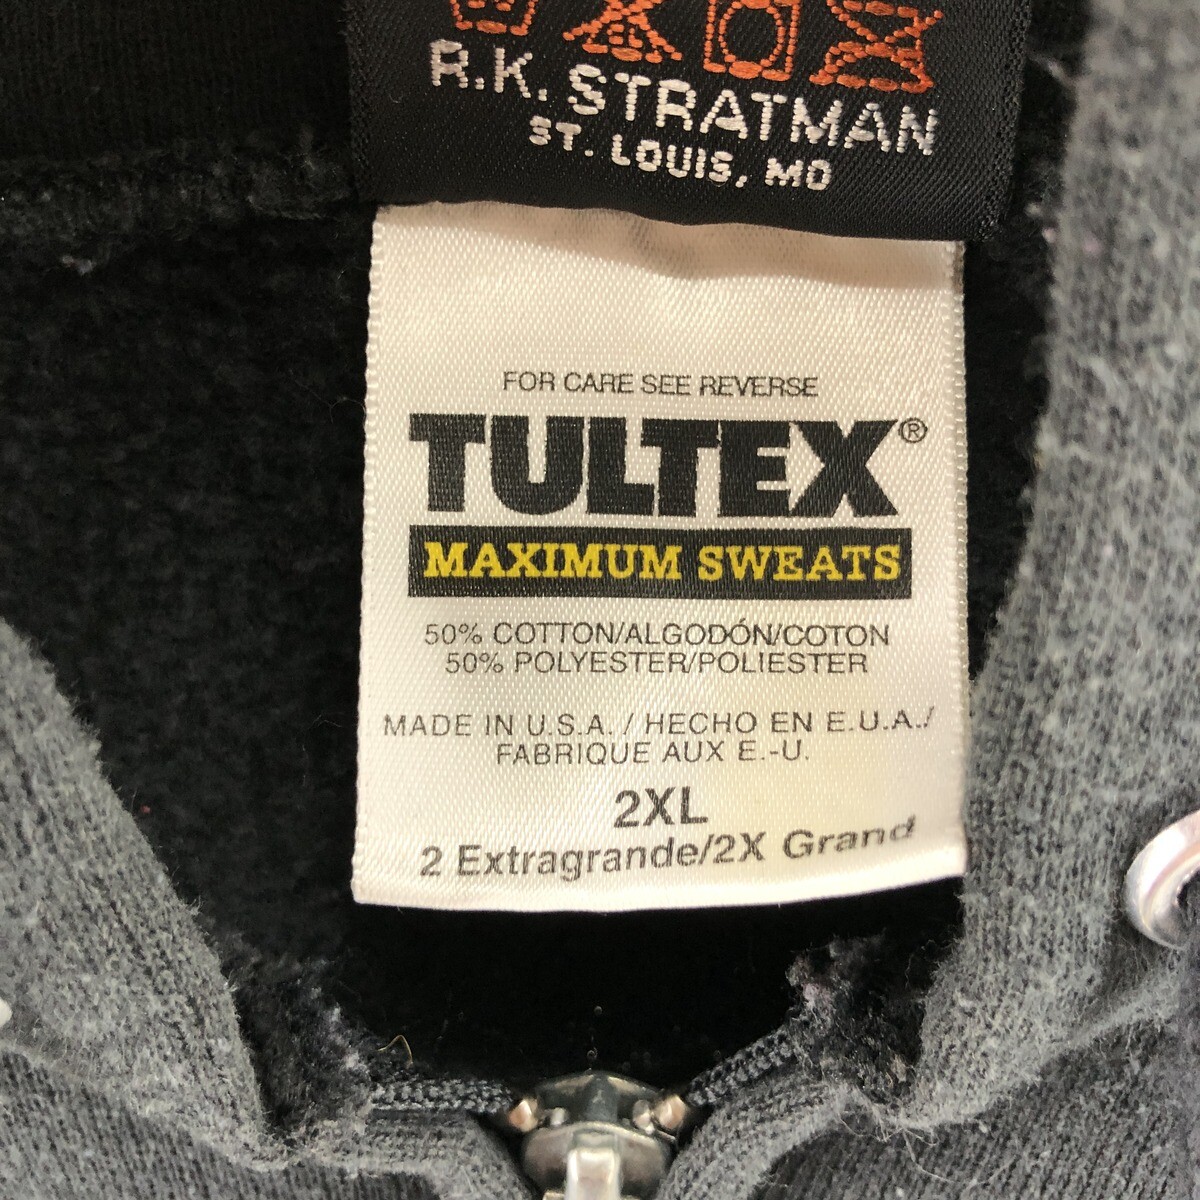 R.K. STRATMAN
ST. LOUIS, MO
FOR CARE SEE REVERSE
TULTEX®
MAXIMUM SWEATS
50% COTTON/ALGODÓN/COTON
50% POLYESTER/POLIESTER
MADE IN U.S.A. / HECHO EN E.U.A./
FABRIQUE AUX E.-U.
2XL
2 Extragrande/2X Grand